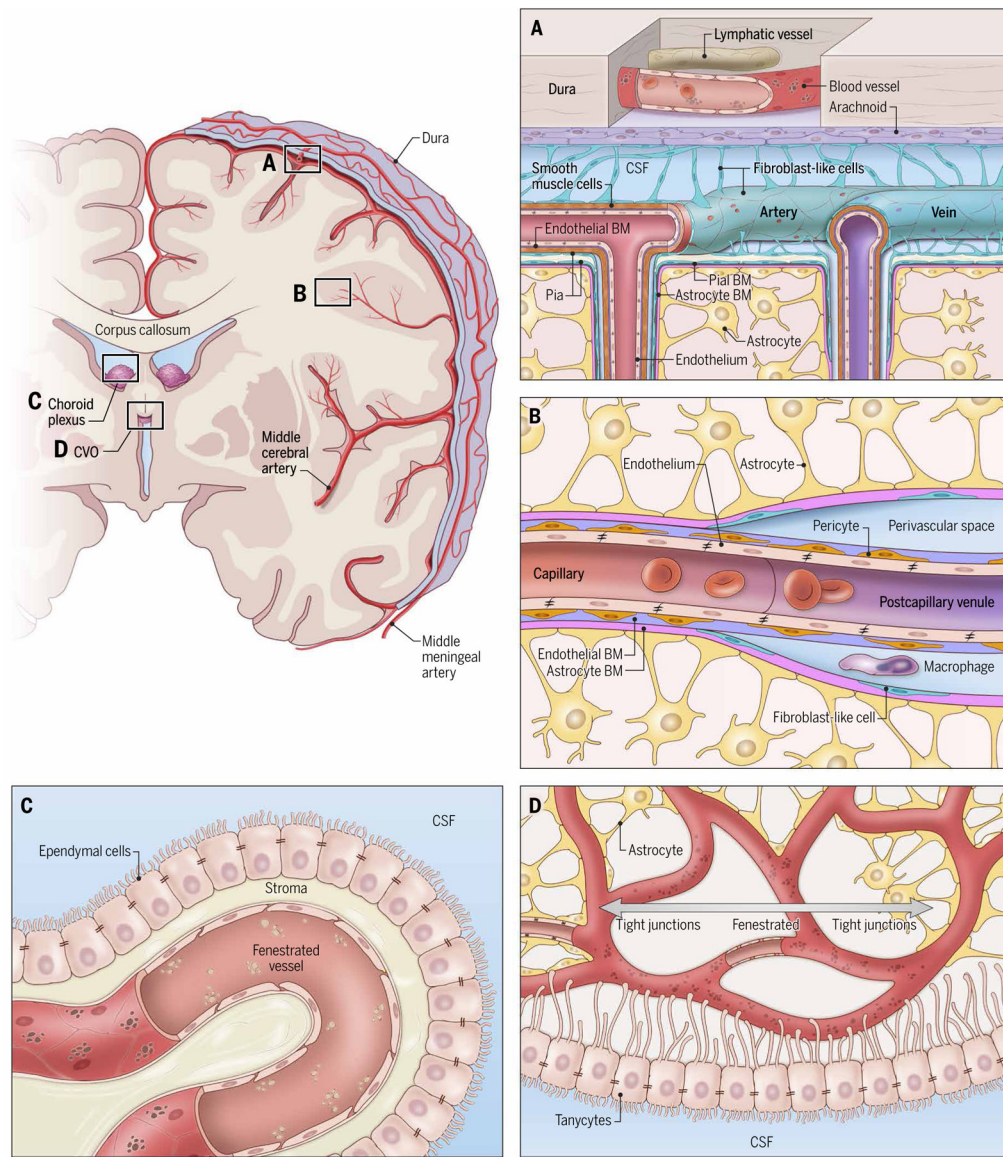 A
Dura
B
Corpus callosum
C
Choroid
plexus
D
CVO
Middle
cerebral
artery
Middle
meningeal
artery
A
Lymphatic vessel
Dura
Blood vessel
Arachnoid
Smooth
muscle cells
CSF
Fibroblast-like cells
Artery
Vein
Endothelial BM
Pial BM
Pia
Astrocyte BM
Astrocyte
Endothelium
B
Endothelium
Astrocyte
Pericyte
Perivascular space
Capillary
Postcapillary venule
Endothelial BM
Astrocyte BM
Macrophage
Fibroblast-like cell
C
CSF
Ependymal cells
Stroma
Fenestrated
vessel
D
Astrocyte
Tight junctions
Fenestrated
Tight junctions
Tanycytes
CSF